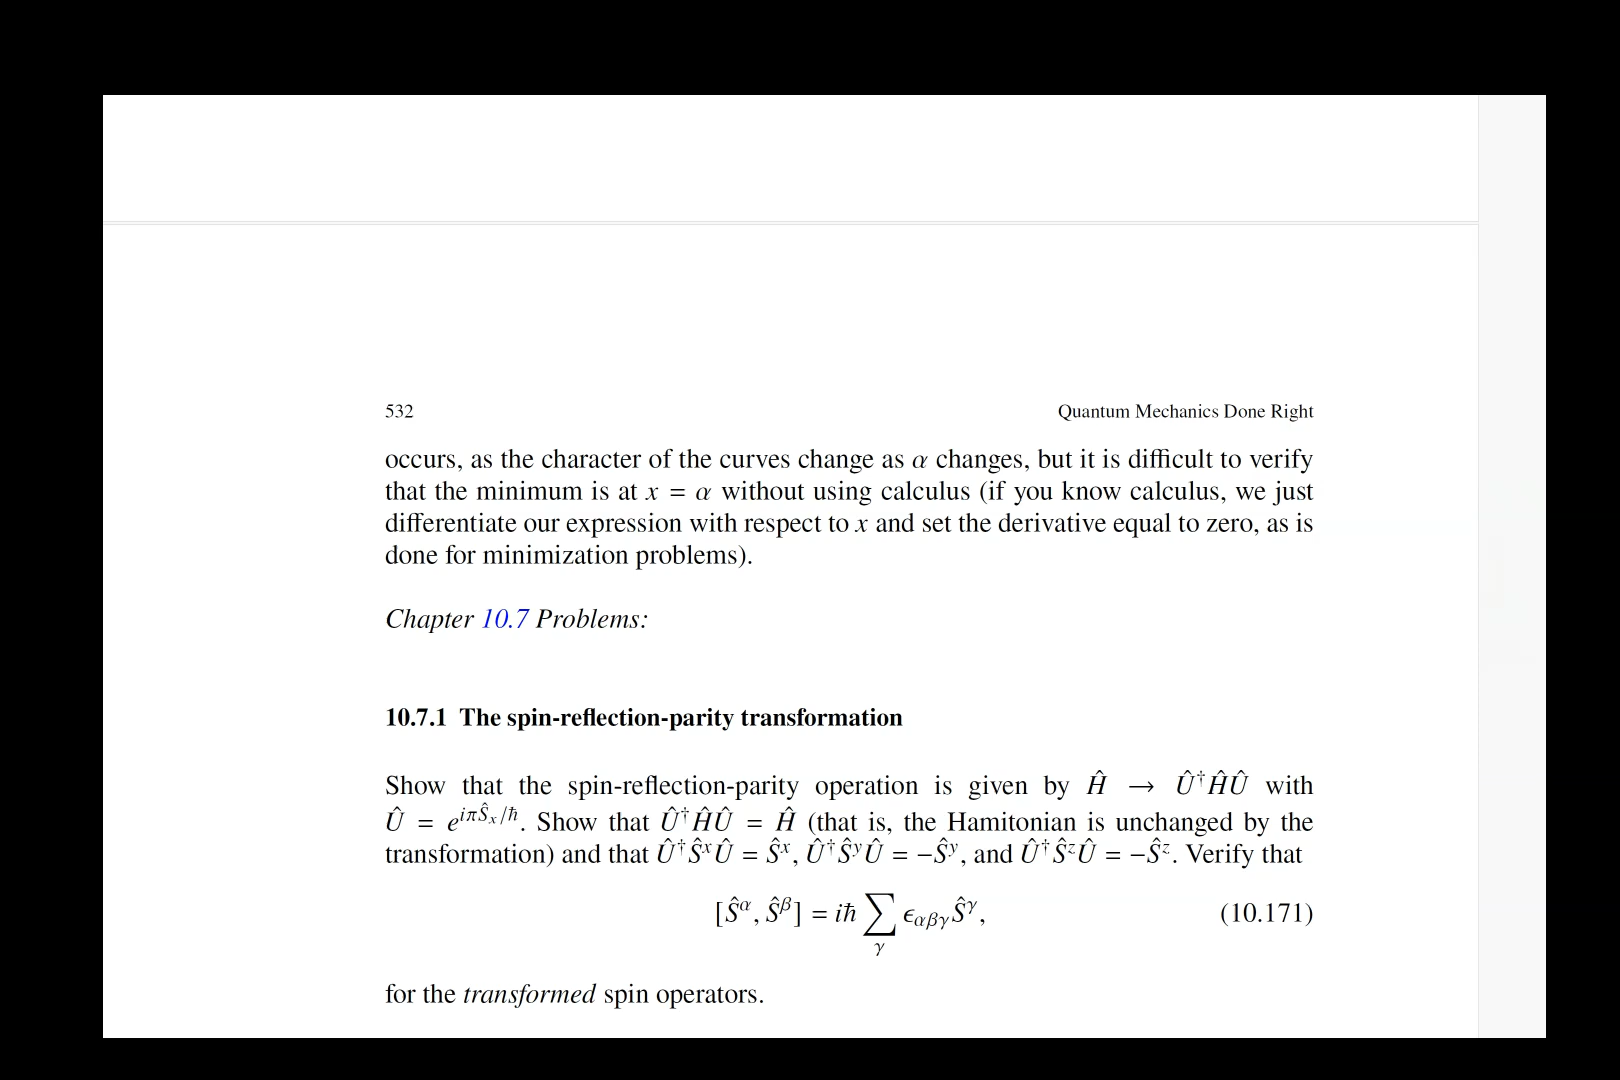 532 Quantum Mechanics Done Right
occurs, as the character of the curves change as α changes, but it is difficult to verify
that the minimum is at x = α without using calculus (if you know calculus, we just
differentiate our expression with respect to x and set the derivative equal to zero, as is
done for minimization problems).
Chapter 10.7 Problems:
10.7.1 The spin-reflection-parity transformation
Show that the spin-reflection-parity operation is given by Ĥ → Û†ĤÛ with
Û = e^{iπŜ_x/ħ}. Show that Û†ĤÛ = Ĥ (that is, the Hamitonian is unchanged by the
transformation) and that Û†Ŝ^xÛ = Ŝ^x, Û†Ŝ^yÛ = −Ŝ^y, and Û†Ŝ^zÛ = −Ŝ^z. Verify that
[Ŝ^α, Ŝ^β] = iħ ∑_γ ϵ_{αβγ}Ŝ^γ, (10.171)
for the transformed spin operators.